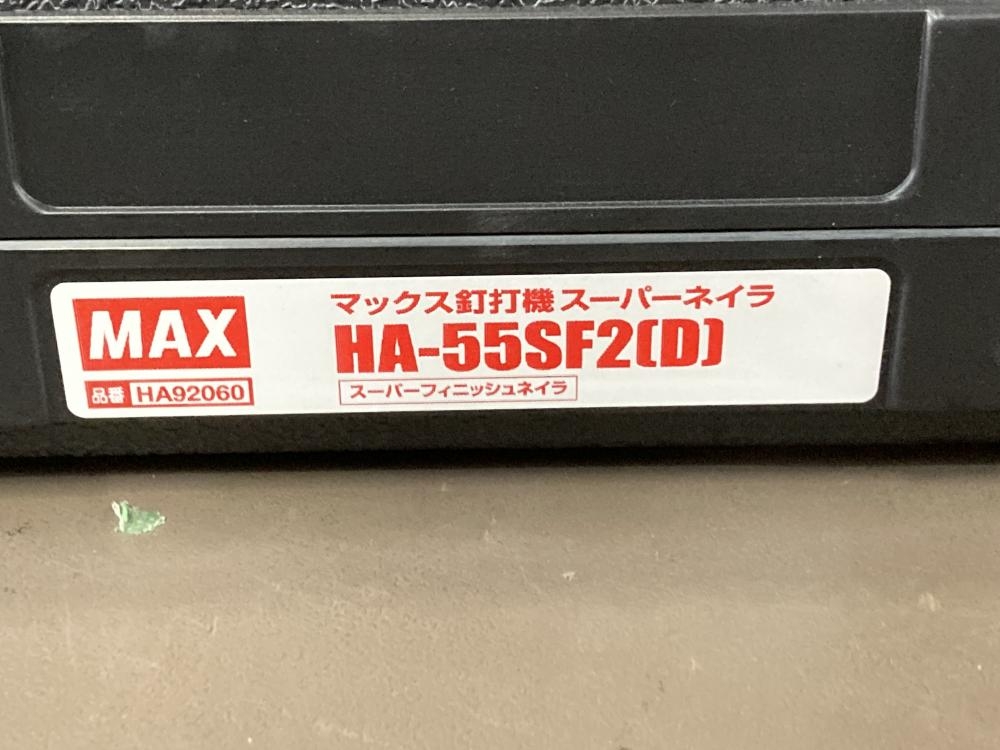 MAX
品番 HA92060
マックス釘打機 スーパーネイラ
HA-55SF2(D)
スーパーフィニッシュネイラ